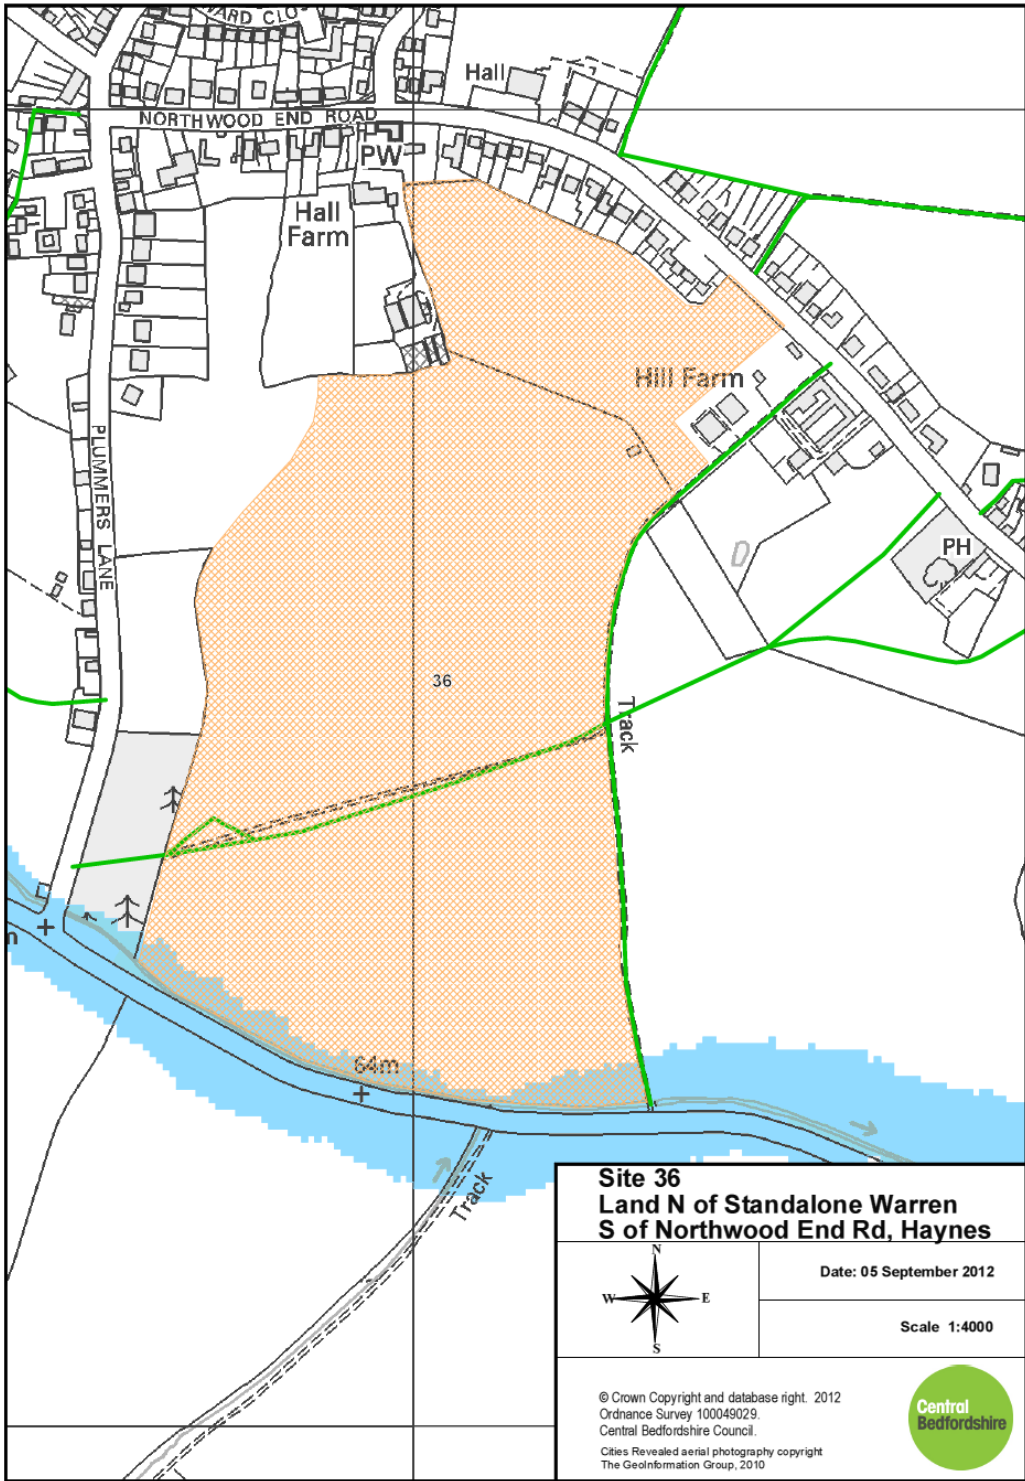 ARD CLO
Hall
NORTHWOOD END ROAD
PW
Hall
Farm
Hill Farm
PLUMMERS LANE
PH
36
Track
64m
Track
Site 36
Land N of Standalone Warren
S of Northwood End Rd, Haynes
N
W
E
S
Date: 05 September 2012
Scale 1:4000
© Crown Copyright and database right. 2012
Ordnance Survey 100049029.
Central Bedfordshire Council.
Cities Revealed aerial photography copyright
The GeoInformation Group, 2010
Central
Bedfordshire